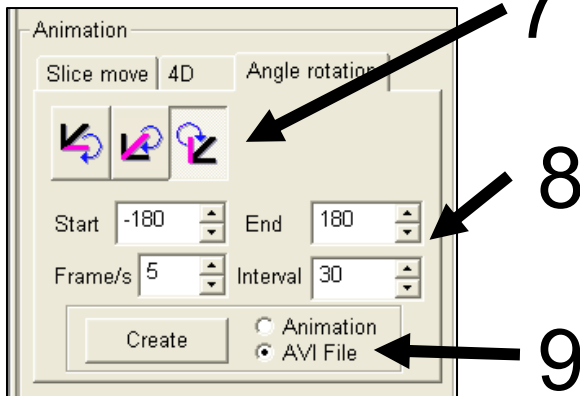 7
Animation
Slice move 4D Angle rotation
Start -180 End 180
8
Frame/s 5 Interval 30
Animation
Create
AVI File
9